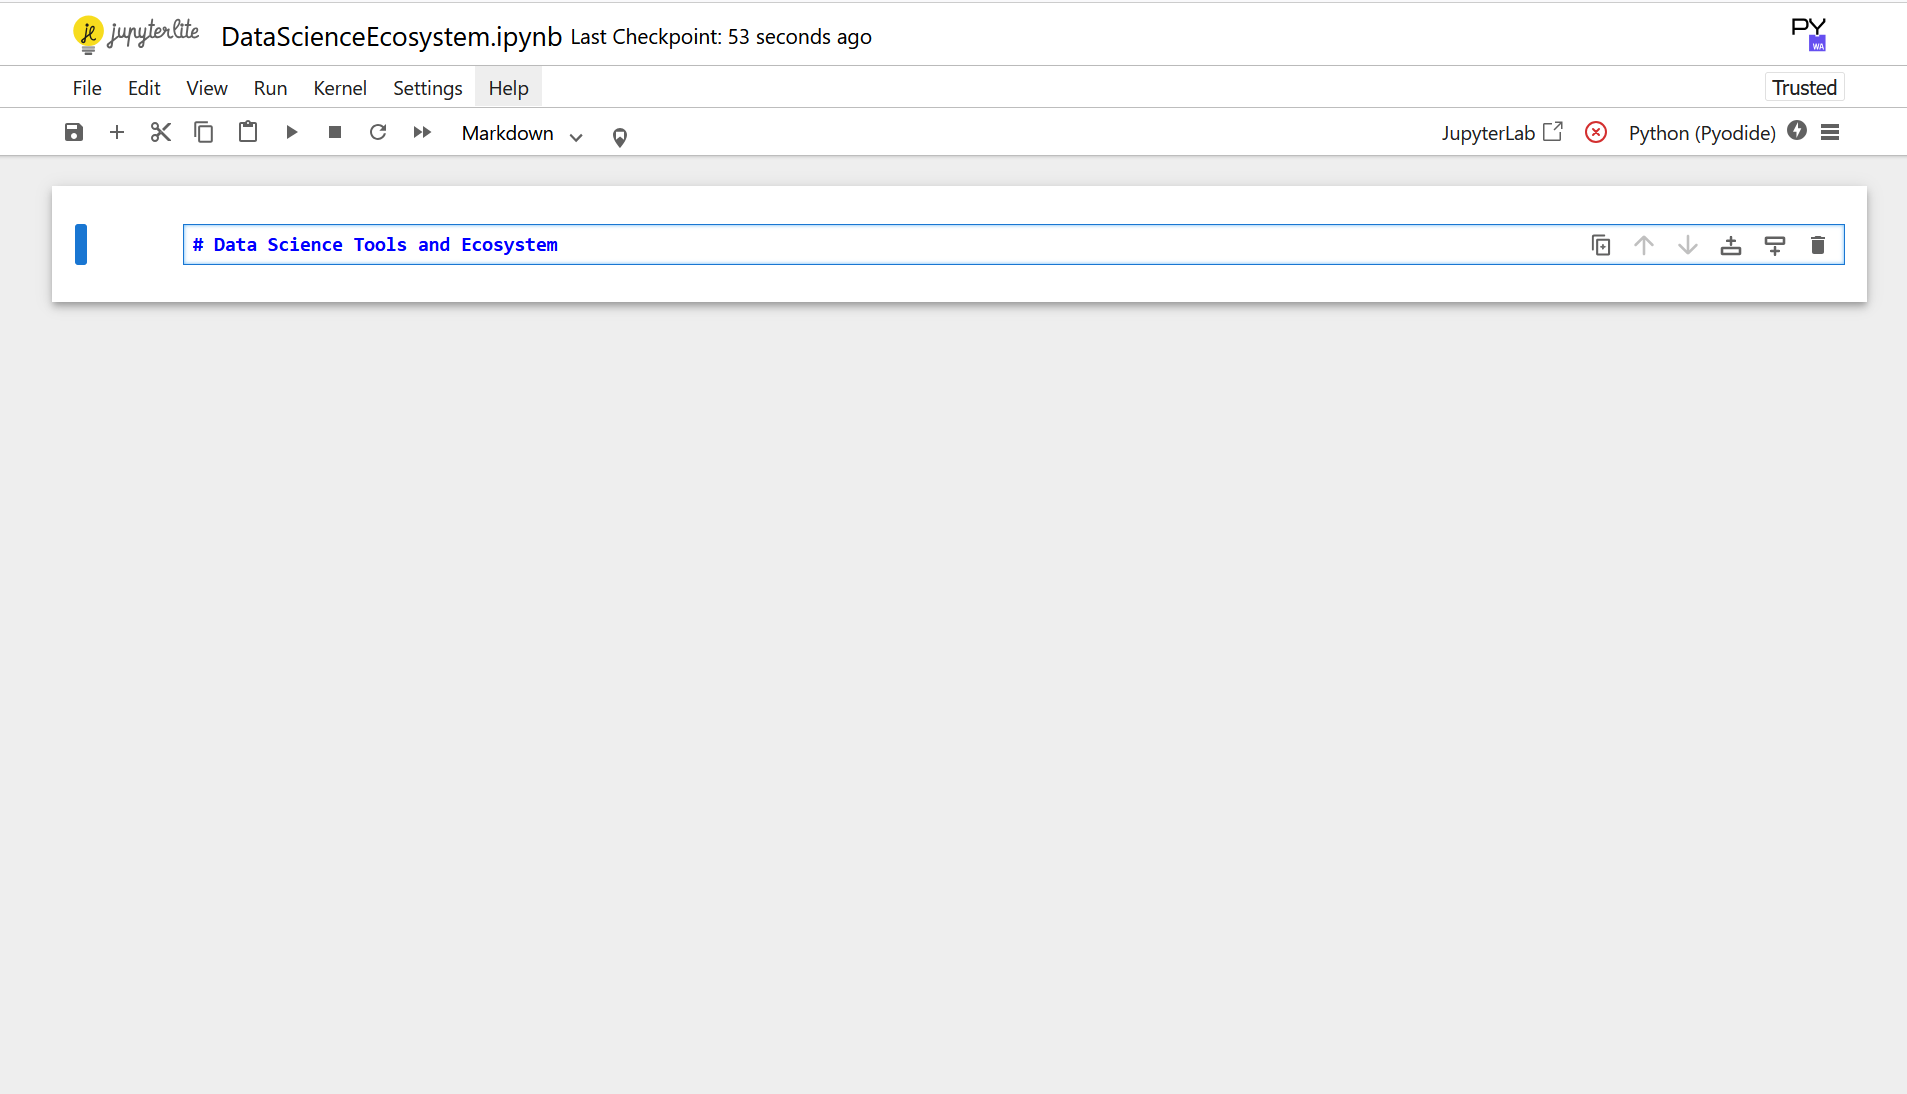 jupyterlite DataScienceEcosystem.ipynb Last Checkpoint: 53 seconds ago
PY
WA
File Edit View Run Kernel Settings Help Trusted
Markdown JupyterLab Python (Pyodide)
# Data Science Tools and Ecosystem